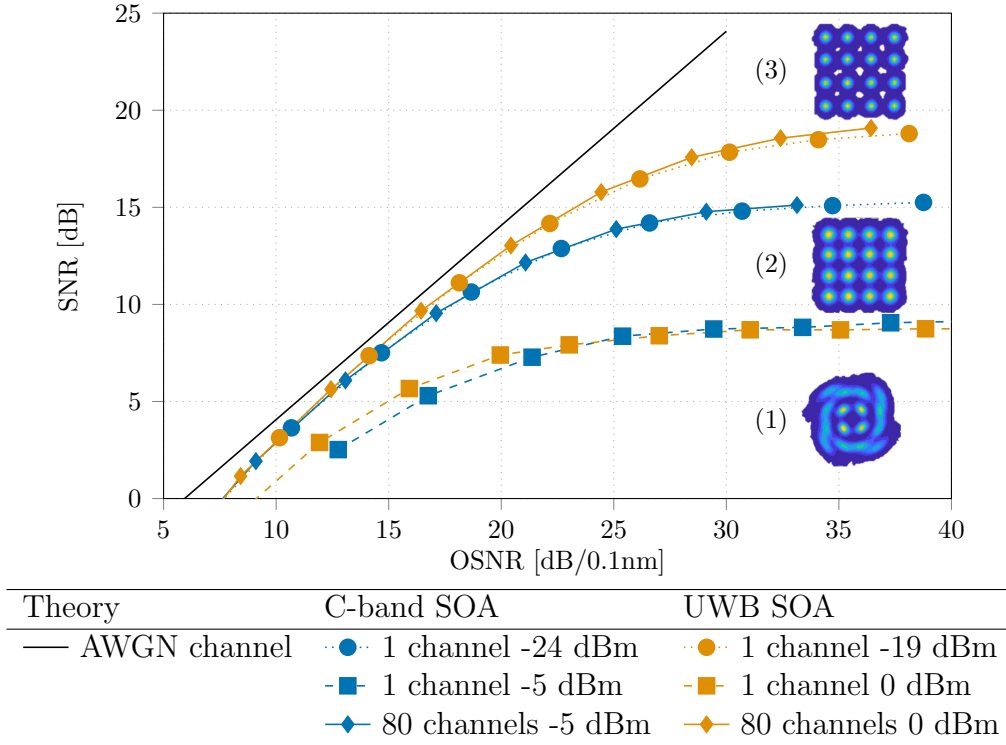 25
20
15
10
5
0
SNR [dB]
(3)
(2)
(1)
5 10 15 20 25 30 35 40
OSNR [dB/0.1nm]
Theory C-band SOA UWB SOA
AWGN channel 1 channel -24 dBm 1 channel -19 dBm
1 channel -5 dBm 1 channel 0 dBm
80 channels -5 dBm 80 channels 0 dBm